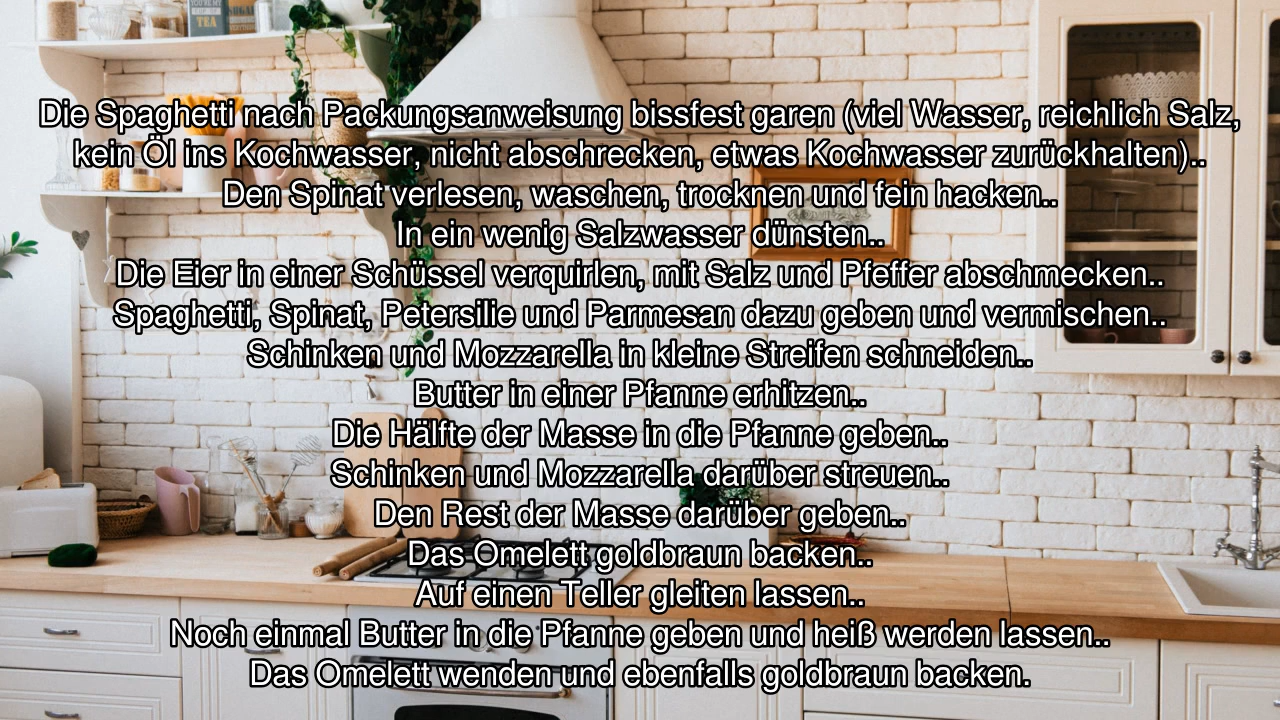 YOU'RE MY
TEA
Die Spaghetti nach Packungsanweisung bissfest garen (viel Wasser, reichlich Salz,
kein Öl ins Kochwasser, nicht abschrecken, etwas Kochwasser zurückhalten)..
Den Spinat verlesen, waschen, trocknen und fein hacken..
In ein wenig Salzwasser dünsten..
Die Eier in einer Schüssel verquirlen, mit Salz und Pfeffer abschmecken..
Spaghetti, Spinat, Petersilie und Parmesan dazu geben und vermischen..
Schinken und Mozzarella in kleine Streifen schneiden..
Butter in einer Pfanne erhitzen..
Die Hälfte der Masse in die Pfanne geben..
Schinken und Mozzarella darüber streuen..
Den Rest der Masse darüber geben..
Das Omelett goldbraun backen..
Auf einen Teller gleiten lassen..
Noch einmal Butter in die Pfanne geben und heiß werden lassen..
Das Omelett wenden und ebenfalls goldbraun backen.